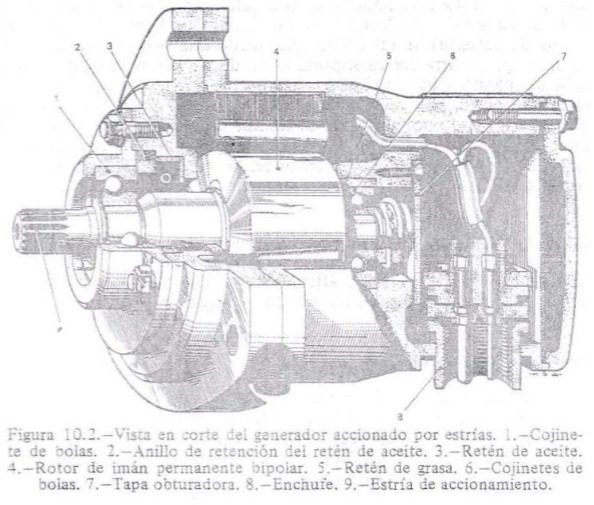 2
3
4
5
6
7
1
9
8
Figura 10.2.—Vista en corte del generador accionado por estrías. 1.—Cojine-
te de bolas. 2.—Anillo de retención del retén de aceite. 3.—Retén de aceite.
4.—Rotor de imán permanente bipolar. 5.—Retén de grasa. 6.—Cojinetes de
bolas. 7.—Tapa obturadora. 8.—Enchufe. 9.—Estría de accionamiento.